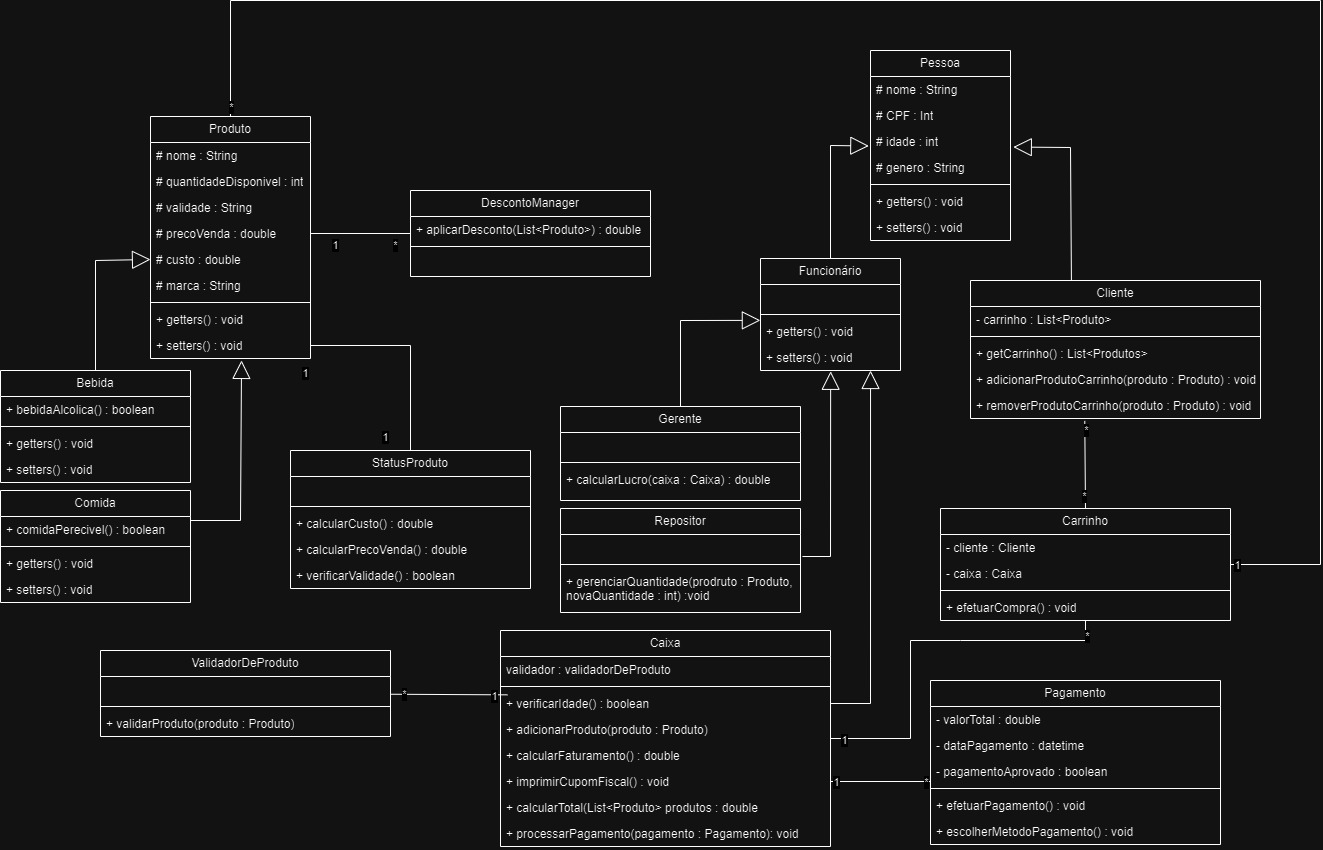 *
Produto
# nome : String
# quantidadeDisponivel : int
# validade : String
# precoVenda : double
# custo : double
# marca : String
+ getters() : void
+ setters() : void
1
*
DescontoManager
+ aplicarDesconto(List<Produto>) : double
Pessoa
# nome : String
# CPF : Int
# idade : int
# genero : String
+ getters() : void
+ setters() : void
Funcionário
+ getters() : void
+ setters() : void
Cliente
- carrinho : List<Produto>
+ getCarrinho() : List<Produtos>
+ adicionarProdutoCarrinho(produto : Produto) : void
+ removerProdutoCarrinho(produto : Produto) : void
*
*
Bebida
+ bebidaAlcolica() : boolean
+ getters() : void
+ setters() : void
Comida
+ comidaPerecivel() : boolean
+ getters() : void
+ setters() : void
1
1
StatusProduto
+ calcularCusto() : double
+ calcularPrecoVenda() : double
+ verificarValidade() : boolean
Gerente
+ calcularLucro(caixa : Caixa) : double
Repositor
+ gerenciarQuantidade(prodruto : Produto,
novaQuantidade : int) :void
Carrinho
- cliente : Cliente
- caixa : Caixa
+ efetuarCompra() : void
1
*
ValidadorDeProduto
+ validarProduto(produto : Produto)
*
1
Caixa
validador : validadorDeProduto
+ verificarIdade() : boolean
+ adicionarProduto(produto : Produto)
+ calcularFaturamento() : double
+ imprimirCupomFiscal() : void
+ calcularTotal(List<Produto> produtos : double
+ processarPagamento(pagamento : Pagamento): void
1
1
*
Pagamento
- valorTotal : double
- dataPagamento : datetime
- pagamentoAprovado : boolean
+ efetuarPagamento() : void
+ escolherMetodoPagamento() : void